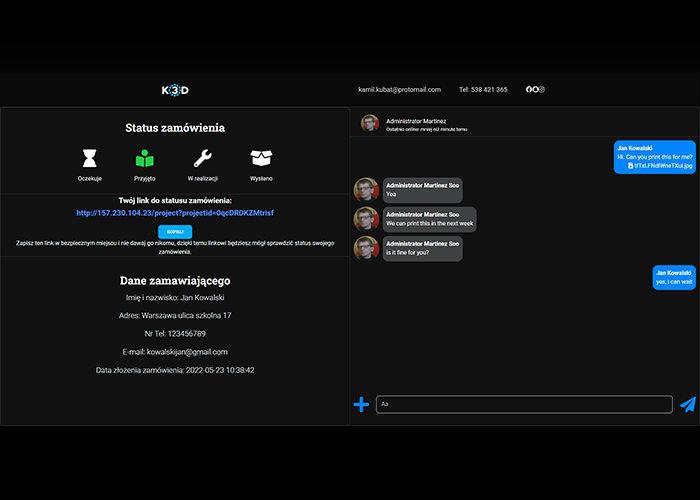 K3D
kamil.kubat@protomail.com
Tel: 538 421 365
Status zamówienia
Oczekuje
Przyjęto
W realizacji
Wysłano
Twój link do statusu zamówienia:
http://157.230.104.23/project?projectid=0qcDRDKZMtrisf
KOPIUJ
Zapisz ten link w bezpiecznym miejscu i nie dawaj go nikomu, dzięki temu linkowi będziesz mógł sprawdzić status swojego
zamówienia.
Dane zamawiającego
Imię i nazwisko: Jan Kowalski
Adres: Warszawa ulica szkolna 17
Nr Tel: 123456789
E-mail: kowalskijan@gmail.com
Data złożenia zamówienia: 2022-05-23 10:38:42
Administrator Martinez
Ostatnio online: mniej niż minute temu
Jan Kowalski
Hi. Can you print this for me?
Administrator Martinez Soo
Yea
Administrator Martinez Soo
We can print this in the next week
Administrator Martinez Soo
is it fine for you?
Jan Kowalski
yes, i can wait
Aa